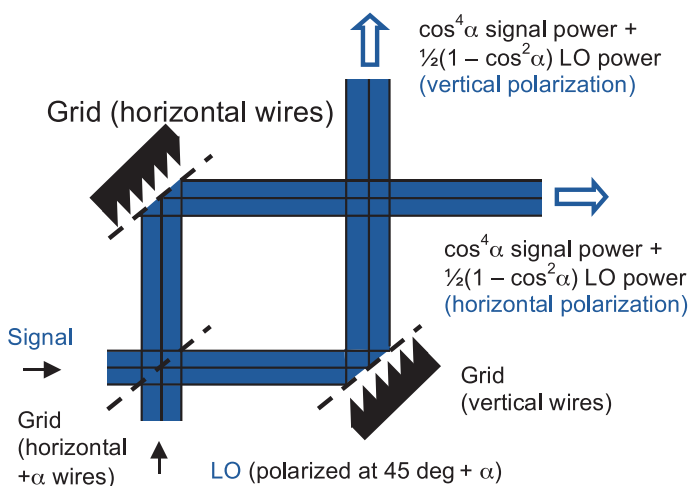 cos⁴α signal power +
½(1 – cos²α) LO power
(vertical polarization)
Grid (horizontal wires)
cos⁴α signal power +
½(1 – cos²α) LO power
(horizontal polarization)
Signal
Grid
(vertical wires)
Grid
(horizontal
+α wires)
LO (polarized at 45 deg + α)